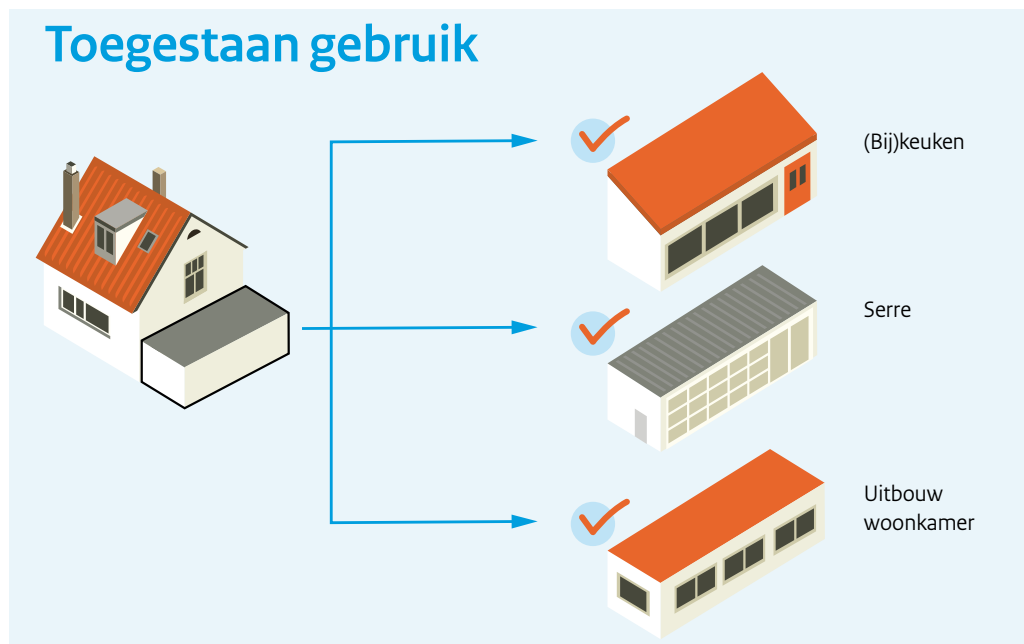 Toegestaan gebruik
(Bij)keuken
Serre
Uitbouw
woonkamer